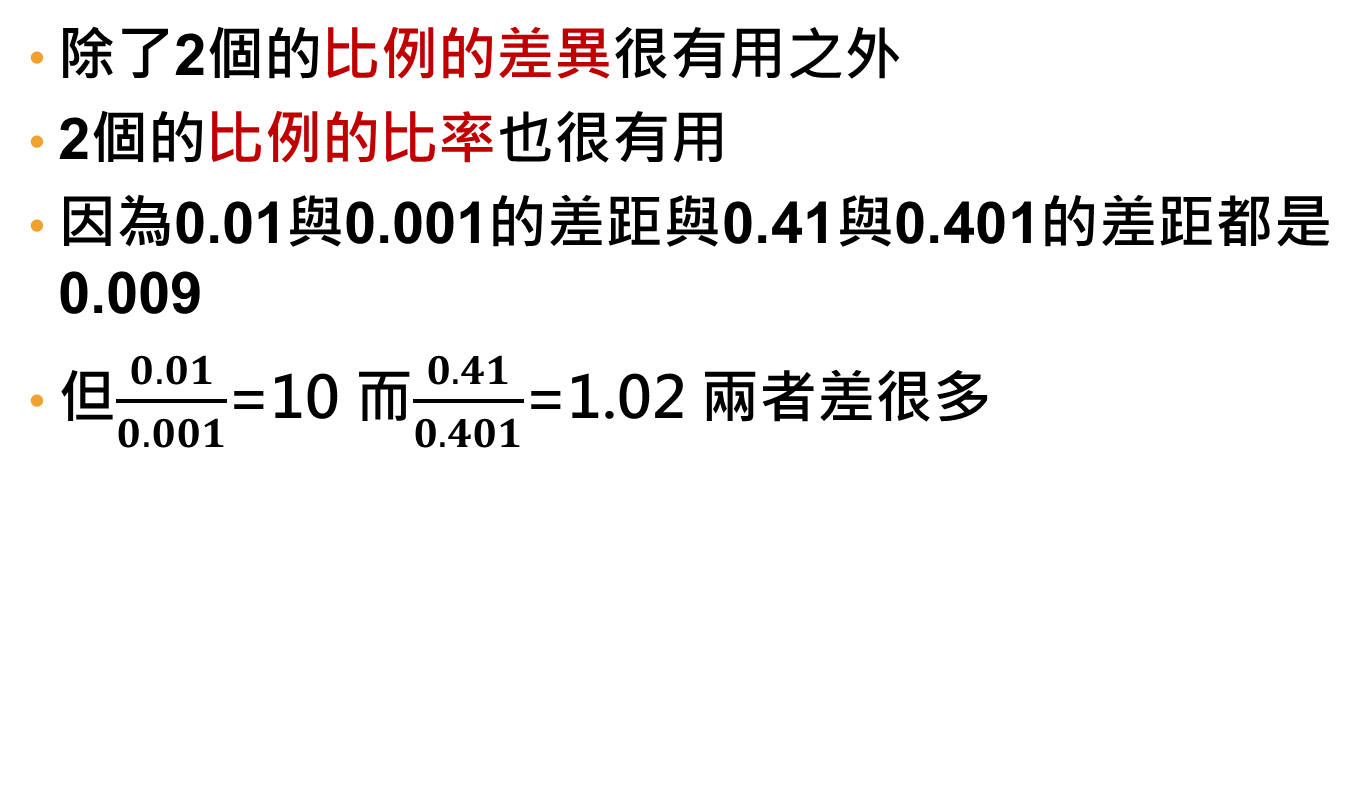 • 除了2個的比例的差異很有用之外
• 2個的比例的比率也很有用
• 因為0.01與0.001的差距與0.41與0.401的差距都是
0.009
• 但0.01/0.001=10 而0.41/0.401=1.02 兩者差很多